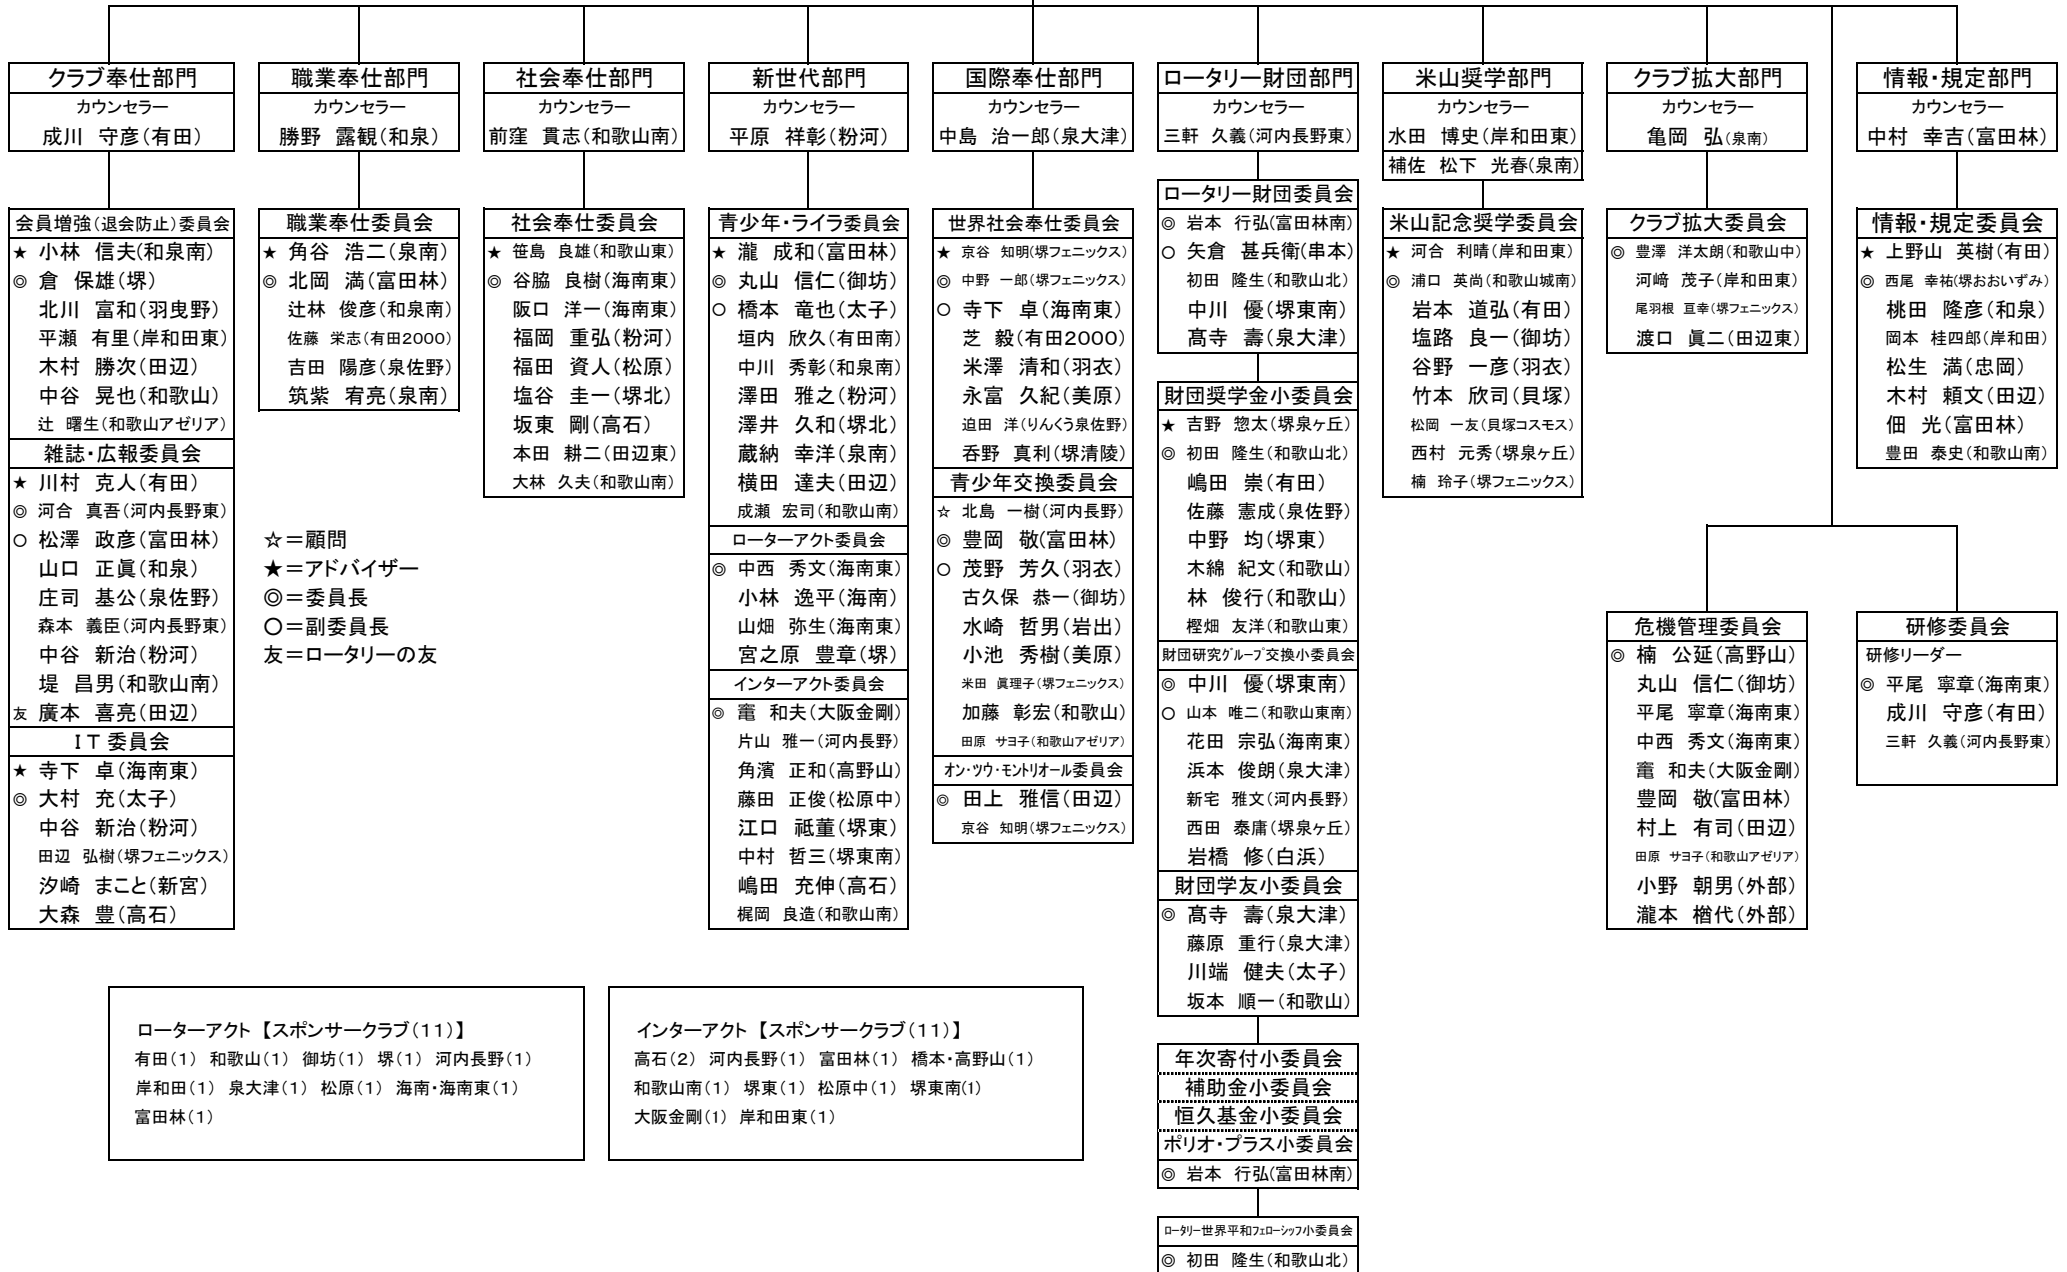 クラブ奉仕部門
カウンセラー
成川 守彦(有田)
会員増強(退会防止)委員会
★ 小林 信夫(和泉南)
◎ 倉 保雄(堺)
北川 富和(羽曳野)
平瀬 有里(岸和田東)
木村 勝次(田辺)
中谷 晃也(和歌山)
辻 曙生(和歌山アゼリア)
雑誌・広報委員会
★ 川村 克人(有田)
◎ 河合 真吾(河内長野東)
○ 松澤 政彦(富田林)
山口 正眞(和泉)
庄司 基公(泉佐野)
森本 義臣(河内長野東)
中谷 新治(粉河)
堤 昌男(和歌山南)
友 廣本 喜亮(田辺)
IT委員会
★ 寺下 卓(海南東)
◎ 大村 充(太子)
中谷 新治(粉河)
田辺 弘樹(堺フェニックス)
汐崎 まこと(新宮)
大森 豊(高石)
職業奉仕部門
カウンセラー
勝野 露観(和泉)
職業奉仕委員会
★ 角谷 浩二(泉南)
◎ 北岡 満(富田林)
辻林 俊彦(和泉南)
佐藤 栄志(有田2000)
吉田 陽彦(泉佐野)
筑紫 宥亮(泉南)
☆=顧問
★=アドバイザー
◎=委員長
○=副委員長
友=ロータリーの友
社会奉仕部門
カウンセラー
前窪 貫志(和歌山南)
社会奉仕委員会
★ 笹島 良雄(和歌山東)
◎ 谷脇 良樹(海南東)
阪口 洋一(海南東)
福岡 重弘(粉河)
福田 資人(松原)
塩谷 圭一(堺北)
坂東 剛(高石)
本田 耕二(田辺東)
大林 久夫(和歌山南)
新世代部門
カウンセラー
平原 祥彰(粉河)
青少年・ライラ委員会
★ 瀧 成和(富田林)
◎ 丸山 信仁(御坊)
○ 橋本 竜也(太子)
垣内 欣久(有田南)
中川 秀彰(和泉南)
澤田 雅之(粉河)
澤井 久和(堺北)
蔵納 幸洋(泉南)
横田 達夫(田辺)
成瀬 宏司(和歌山南)
ローターアクト委員会
◎ 中西 秀文(海南東)
小林 逸平(海南)
山畑 弥生(海南東)
宮之原 豊章(堺)
インターアクト委員会
◎ 竃 和夫(大阪金剛)
片山 雅一(河内長野)
角濱 正和(高野山)
藤田 正俊(松原中)
江口 祗董(堺東)
中村 哲三(堺東南)
嶋田 充伸(高石)
梶岡 良造(和歌山南)
国際奉仕部門
カウンセラー
中島 治一郎(泉大津)
世界社会奉仕委員会
★ 京谷 知明(堺フェニックス)
◎ 中野 一郎(堺フェニックス)
○ 寺下 卓(海南東)
芝 毅(有田2000)
米澤 清和(羽衣)
永富 久紀(美原)
迫田 洋(りんくう泉佐野)
呑野 真利(堺清陵)
青少年交換委員会
☆ 北島 一樹(河内長野)
◎ 豊岡 敬(富田林)
○ 茂野 芳久(羽衣)
古久保 恭一(御坊)
水崎 哲男(岩出)
小池 秀樹(美原)
米田 眞理子(堺フェニックス)
加藤 彰宏(和歌山)
田原 サヨ子(和歌山アゼリア)
オン・ツウ・モントリオール委員会
◎ 田上 雅信(田辺)
京谷 知明(堺フェニックス)
ロータリー財団部門
カウンセラー
三軒 久義(河内長野東)
ロータリー財団委員会
◎ 岩本 行弘(富田林南)
○ 矢倉 甚兵衛(串本)
初田 隆生(和歌山北)
中川 優(堺東南)
髙寺 壽(泉大津)
財団奨学金小委員会
★ 吉野 惣太(堺泉ヶ丘)
◎ 初田 隆生(和歌山北)
嶋田 崇(有田)
佐藤 憲成(泉佐野)
中野 均(堺東)
木綿 紀文(和歌山)
林 俊行(和歌山)
樫畑 友洋(和歌山東)
財団研究グループ交換小委員会
◎ 中川 優(堺東南)
○ 山本 唯二(和歌山東南)
花田 宗弘(海南東)
浜本 俊朗(泉大津)
新宅 雅文(河内長野)
西田 泰庸(堺泉ヶ丘)
岩橋 修(白浜)
財団学友小委員会
◎ 髙寺 壽(泉大津)
藤原 重行(泉大津)
川端 健夫(太子)
坂本 順一(和歌山)
年次寄付小委員会
補助金小委員会
恒久基金小委員会
ポリオ・プラス小委員会
◎ 岩本 行弘(富田林南)
ロータリー世界平和フェローシップ小委員会
◎ 初田 隆生(和歌山北)
米山奨学部門
カウンセラー
水田 博史(岸和田東)
補佐 松下 光春(泉南)
米山記念奨学委員会
★ 河合 利晴(岸和田東)
◎ 浦口 英尚(和歌山城南)
岩本 道弘(有田)
塩路 良一(御坊)
谷野 一彦(羽衣)
竹本 欣司(貝塚)
松岡 一友(貝塚コスモス)
西村 元秀(堺泉ヶ丘)
楠 玲子(堺フェニックス)
クラブ拡大部門
カウンセラー
亀岡 弘(泉南)
クラブ拡大委員会
◎ 豊澤 洋太朗(和歌山中)
河﨑 茂子(岸和田東)
尾羽根 亘幸(堺フェニックス)
渡口 眞二(田辺東)
情報・規定部門
カウンセラー
中村 幸吉(富田林)
情報・規定委員会
★ 上野山 英樹(有田)
◎ 西尾 幸祐(堺おおいずみ)
桃田 隆彦(和泉)
岡本 桂四郎(岸和田)
松生 満(忠岡)
木村 頼文(田辺)
佃 光(富田林)
豊田 泰史(和歌山南)
危機管理委員会
◎ 楠 公延(高野山)
丸山 信仁(御坊)
平尾 寧章(海南東)
中西 秀文(海南東)
竃 和夫(大阪金剛)
豊岡 敬(富田林)
村上 有司(田辺)
田原 サヨ子(和歌山アゼリア)
小野 朝男(外部)
瀧本 楢代(外部)
研修委員会
研修リーダー
◎ 平尾 寧章(海南東)
成川 守彦(有田)
三軒 久義(河内長野東)
ローターアクト 【スポンサークラブ(11)】
有田(1) 和歌山(1) 御坊(1) 堺(1) 河内長野(1)
岸和田(1) 泉大津(1) 松原(1) 海南・海南東(1)
富田林(1)
インターアクト 【スポンサークラブ(11)】
高石(2) 河内長野(1) 富田林(1) 橋本・高野山(1)
和歌山南(1) 堺東(1) 松原中(1) 堺東南(1)
大阪金剛(1) 岸和田東(1)